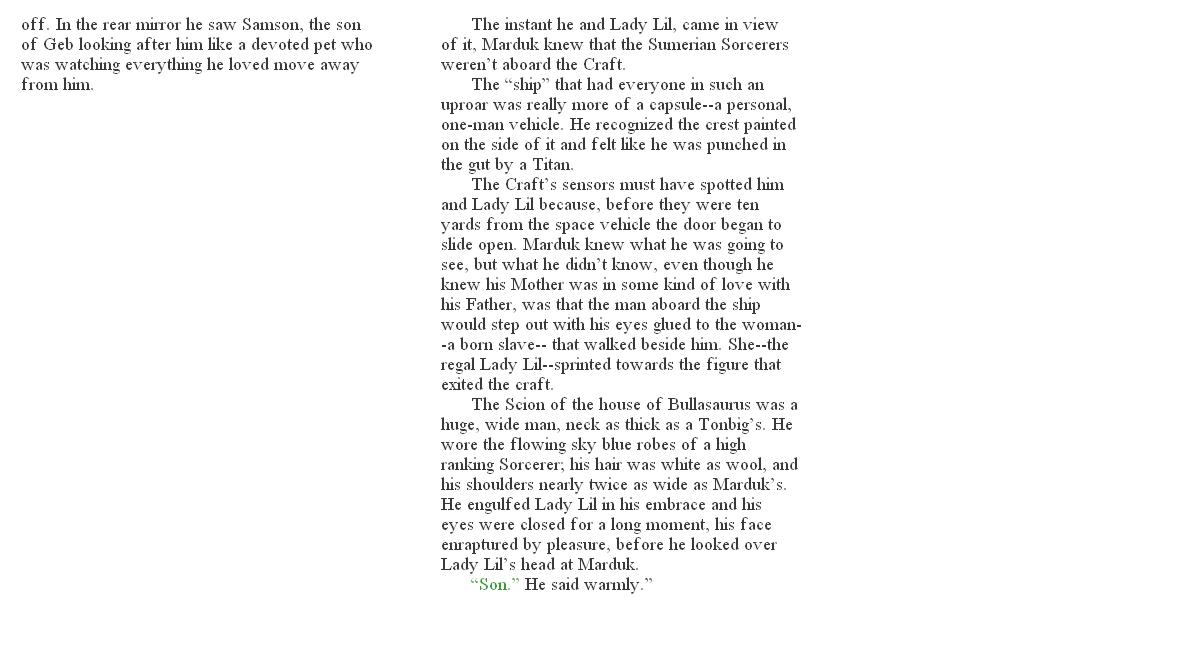 off. In the rear mirror he saw Samson, the son
of Geb looking after him like a devoted pet who
was watching everything he loved move away
from him.
The instant he and Lady Lil, came in view
of it, Marduk knew that the Sumerian Sorcerers
weren’t aboard the Craft.
The “ship” that had everyone in such an
uproar was really more of a capsule--a personal,
one-man vehicle. He recognized the crest painted
on the side of it and felt like he was punched in
the gut by a Titan.
The Craft’s sensors must have spotted him
and Lady Lil because, before they were ten
yards from the space vehicle the door began to
slide open. Marduk knew what he was going to
see, but what he didn’t know, even though he
knew his Mother was in some kind of love with
his Father, was that the man aboard the ship
would step out with his eyes glued to the woman-
-a born slave-- that walked beside him. She--the
regal Lady Lil--sprinted towards the figure that
exited the craft.
The Scion of the house of Bullasaurus was a
huge, wide man, neck as thick as a Tonbig’s. He
wore the flowing sky blue robes of a high
ranking Sorcerer; his hair was white as wool, and
his shoulders nearly twice as wide as Marduk’s.
He engulfed Lady Lil in his embrace and his
eyes were closed for a long moment, his face
enraptured by pleasure, before he looked over
Lady Lil’s head at Marduk.
“Son.” He said warmly.”